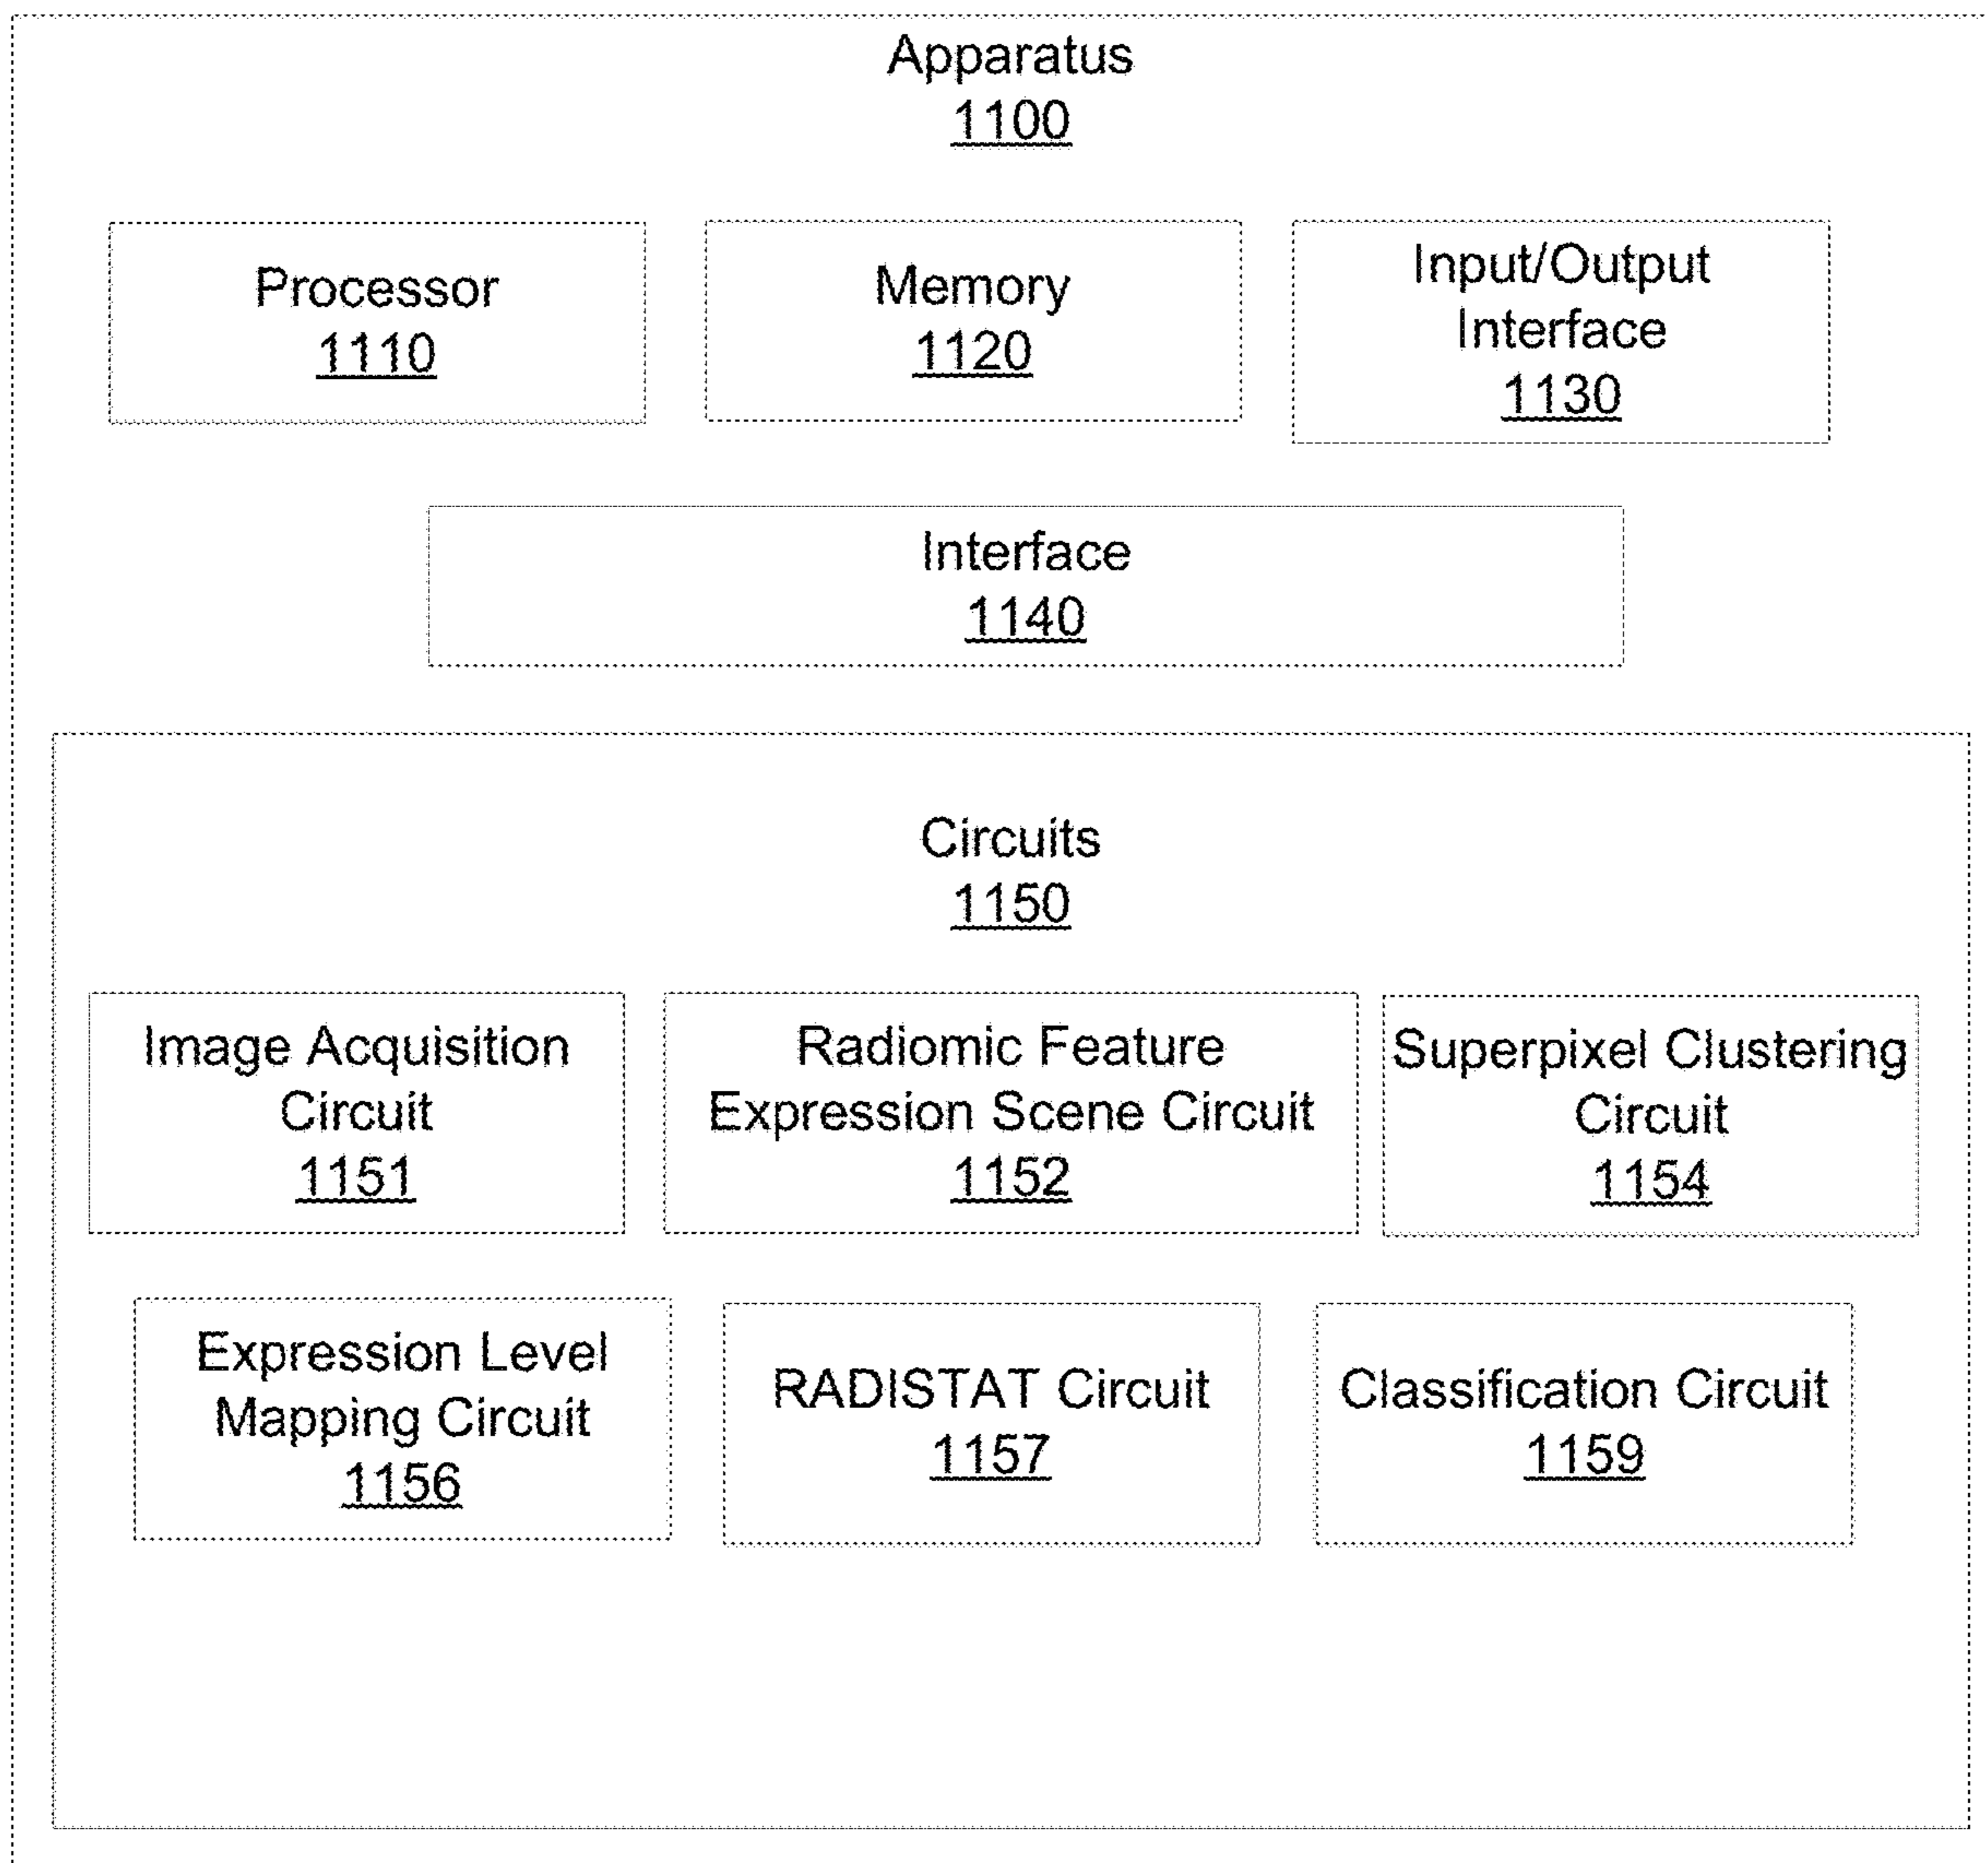 Apparatus
1100
Processor
1110
Memory
1120
Input/Output
Interface
1130
Interface
1140
Circuits
1150
Image Acquisition
Circuit
1151
Radiomic Feature
Expression Scene Circuit
1152
Superpixel Clustering
Circuit
1154
Expression Level
Mapping Circuit
1156
RADISTAT Circuit
1157
Classification Circuit
1159